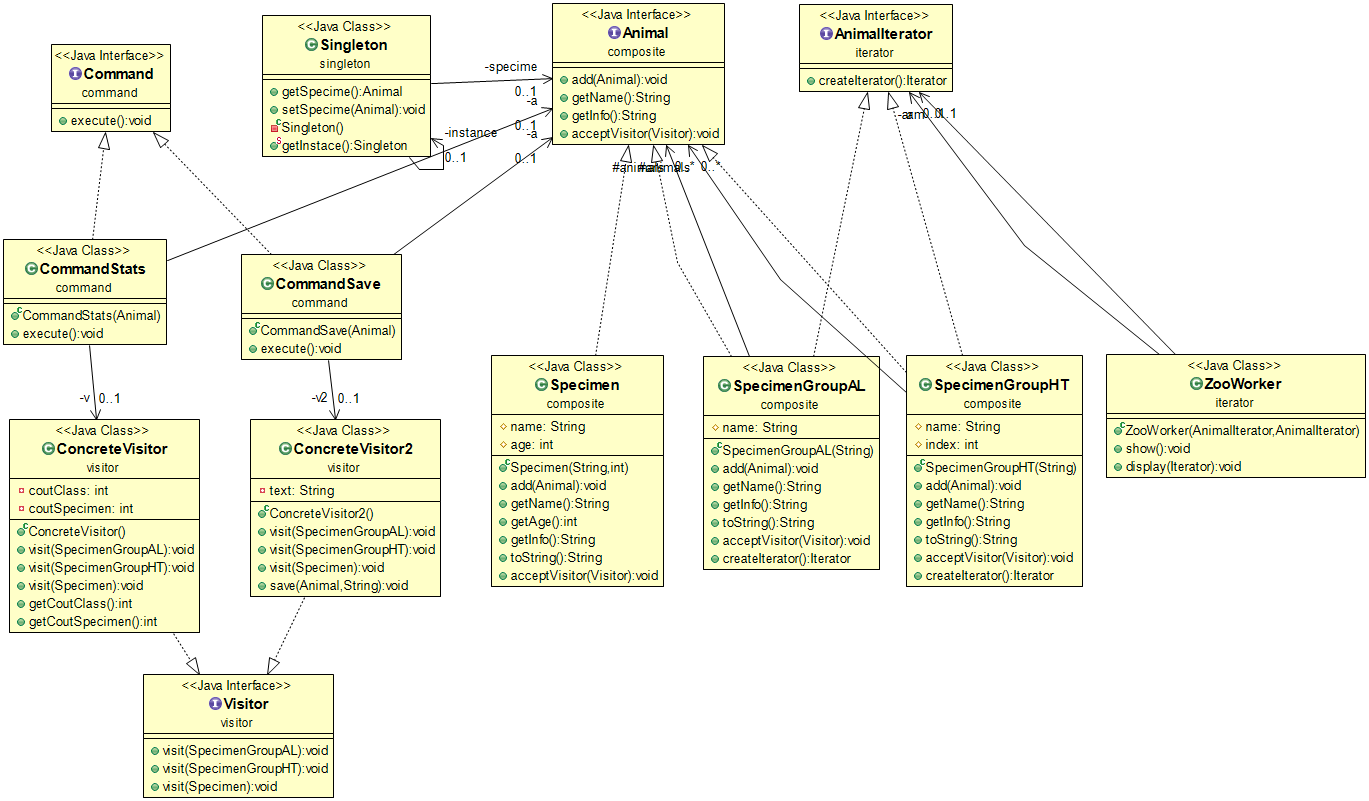 <<Java Interface>>
Command
command
execute():void
<<Java Class>>
Singleton
singleton
getSpecime():Animal
setSpecime(Animal):void
Singleton()
getInstace():Singleton
-instance
0..1
-specime
0..1
-a
0..1
-a
0..1
<<Java Interface>>
Animal
composite
add(Animal):void
getName():String
getInfo():String
acceptVisitor(Visitor):void
<<Java Interface>>
AnimalIterator
iterator
createIterator():Iterator
0..*
<<Java Class>>
CommandStats
command
CommandStats(Animal)
execute():void
<<Java Class>>
CommandSave
command
CommandSave(Animal)
execute():void
-v
0..1
-v2
0..1
<<Java Class>>
ConcreteVisitor
visitor
coutClass: int
coutSpecimen: int
ConcreteVisitor()
visit(SpecimenGroupAL):void
visit(SpecimenGroupHT):void
visit(Specimen):void
getCoutClass():int
getCoutSpecimen():int
<<Java Class>>
ConcreteVisitor2
visitor
text: String
ConcreteVisitor2()
visit(SpecimenGroupAL):void
visit(SpecimenGroupHT):void
visit(Specimen):void
save(Animal,String):void
<<Java Class>>
Specimen
composite
name: String
age: int
Specimen(String,int)
add(Animal):void
getName():String
getAge():int
getInfo():String
toString():String
acceptVisitor(Visitor):void
<<Java Class>>
SpecimenGroupAL
composite
name: String
SpecimenGroupAL(String)
add(Animal):void
getName():String
getInfo():String
toString():String
acceptVisitor(Visitor):void
createIterator():Iterator
<<Java Class>>
SpecimenGroupHT
composite
name: String
index: int
SpecimenGroupHT(String)
add(Animal):void
getName():String
getInfo():String
toString():String
acceptVisitor(Visitor):void
createIterator():Iterator
<<Java Class>>
ZooWorker
iterator
ZooWorker(AnimalIterator,AnimalIterator)
show():void
display(Iterator):void
<<Java Interface>>
Visitor
visitor
visit(SpecimenGroupAL):void
visit(SpecimenGroupHT):void
visit(Specimen):void